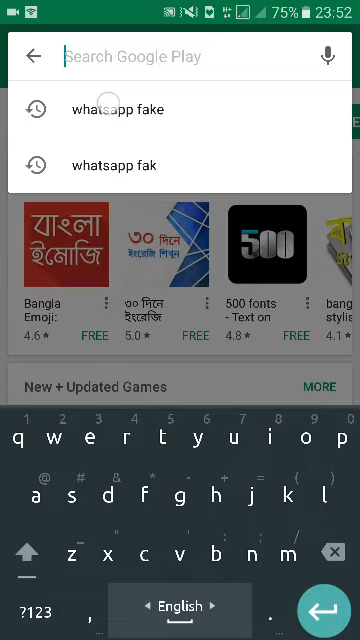 75% 23:52
Search Google Play
whatsapp fake
whatsapp fak
বাংলা
ইমোজি
৩০ দিনে
ইংরেজি শিখুন
500
Bangla
Emoji:
4.6★ FREE
৩০ দিনে
ইংরেজি
5.0★ FREE
500 fonts
- Text on
4.8★ FREE
bang
stylis
4.1★
New + Updated Games MORE
1 2 3 4 5 6 7 8 9 0
q w e r t y u i o p
@ # & * - + = ( )
a s d f g h j k l
_ " ' : ; /
z x c v b n m
?123 , English .